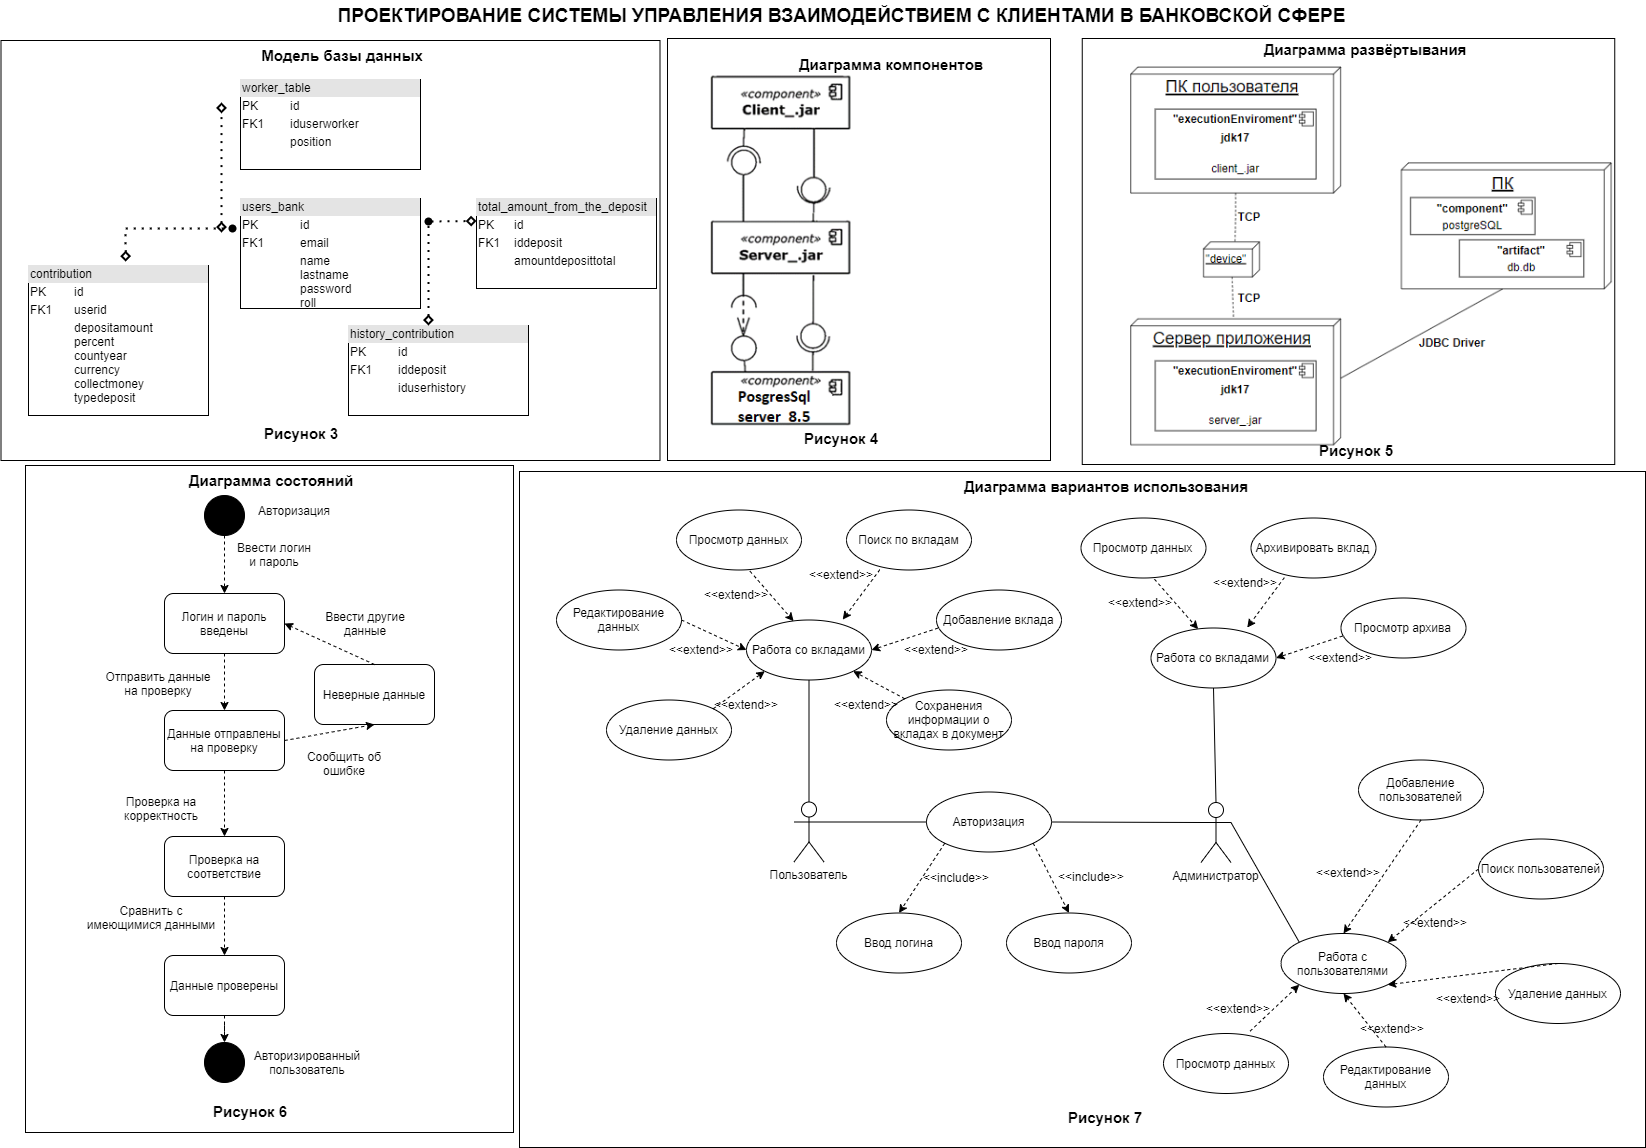 ПРОЕКТИРОВАНИЕ СИСТЕМЫ УПРАВЛЕНИЯ ВЗАИМОДЕЙСТВИЕМ С КЛИЕНТАМИ В БАНКОВСКОЙ СФЕРЕ
Модель базы данных
worker_table
PK id
FK1 iduserworker
position
users_bank
PK id
FK1 email
name
lastname
password
roll
total_amount_from_the_deposit
PK id
FK1 iddeposit
amountdeposittotal
contribution
PK id
FK1 userid
depositamount
percent
countyear
currency
collectmoney
typedeposit
history_contribution
PK id
FK1 iddeposit
iduserhistory
Рисунок 3
Диаграмма компонентов
«component»
Client_.jar
«component»
Server_.jar
«component»
PosgresSql
server_8.5
Рисунок 4
Диаграмма развёртывания
ПК пользователя
"executionEnviroment"
jdk17
client_.jar
TCP
"device"
TCP
Сервер приложения
"executionEnviroment"
jdk17
server_.jar
ПК
"component"
postgreSQL
"artifact"
db.db
JDBC Driver
Рисунок 5
Диаграмма состояний
Авторизация
Ввести логин
и пароль
Логин и пароль
введены
Ввести другие
данные
Отправить данные
на проверку
Неверные данные
Данные отправлены
на проверку
Сообщить об
ошибке
Проверка на
корректность
Проверка на
соответствие
Сравнить с
имеющимися данными
Данные проверены
Авторизированный
пользователь
Рисунок 6
Диаграмма вариантов использования
Просмотр данных
Поиск по вкладам
<<extend>>
<<extend>>
Редактирование
данных
Добавление вклада
Работа со вкладами
<<extend>>
<<extend>>
Удаление данных
<<extend>>
<<extend>>
Сохранения
информации о
вкладах в документ
Просмотр данных
Архивировать вклад
<<extend>>
<<extend>>
Просмотр архива
Работа со вкладами
<<extend>>
Пользователь
Авторизация
Администратор
<<include>>
<<include>>
Ввод логина
Ввод пароля
Добавление
пользователей
<<extend>>
Поиск пользователей
<<extend>>
Работа с
пользователями
<<extend>>
Удаление данных
<<extend>>
<<extend>>
Просмотр данных
Редактирование
данных
Рисунок 7